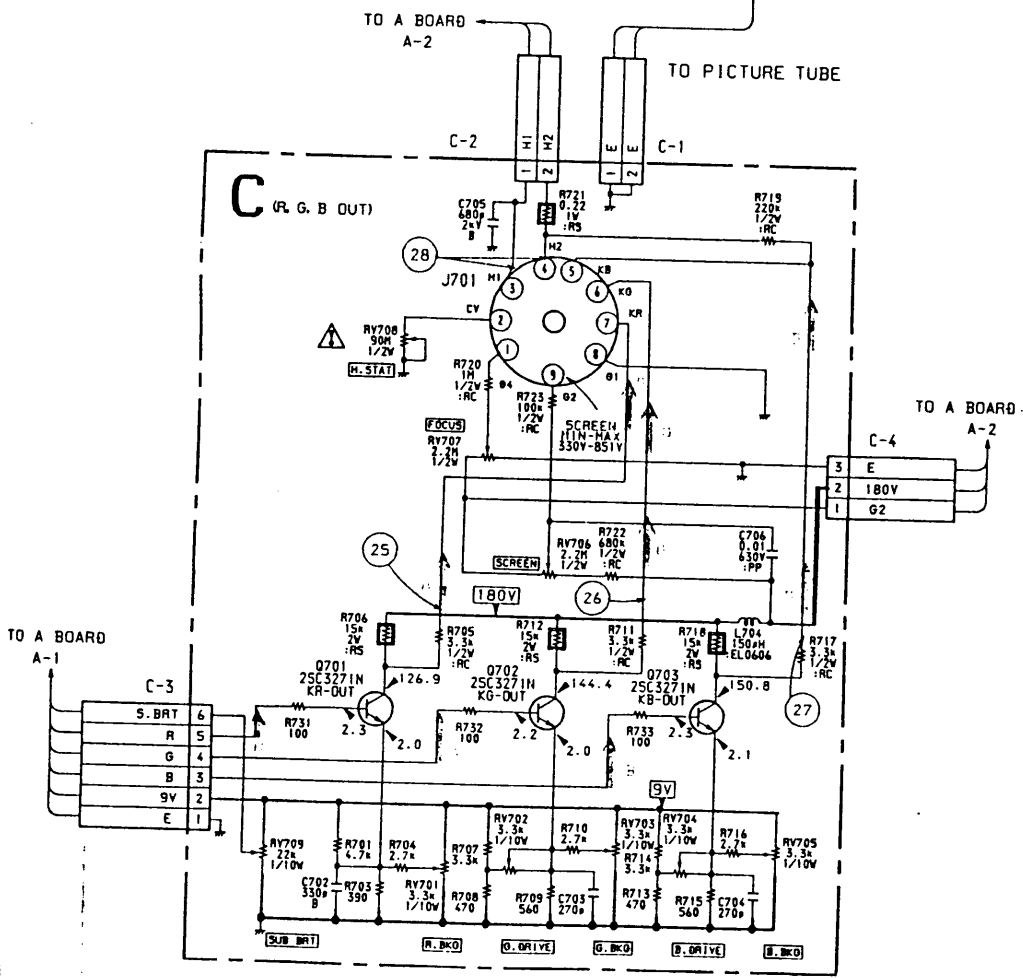 TO A BOARD
A-2
TO PICTURE TUBE
C-2
1 H1
2 H2
1 E
2 E
C-1
C (R, G, B OUT)
C705
680p
2kV
B
R721
0.22
1W
:RS
R719
220k
1/2W
:RC
28
J701
H1
H2
KB
KG
KR
G1
G2
G4
CV
1
2
3
4
5
6
7
8
9
RV708
90M
1/2W
H.STAT
R720
1M
1/2W
:RC
R723
100k
1/2W
:RC
SCREEN
MIN-MAX
330V-851V
FOCUS
RV707
2.2M
1/2W
TO A BOARD
A-2
C-4
3 E
2 180V
1 G2
25
SCREEN
RV706
2.2M
1/2W
R722
680k
1/2W
:RC
C706
0.01
630V
:PP
26
180V
R706
15k
2W
:RS
R705
3.3k
1/2W
:RC
R712
15k
2W
:RS
R711
3.3k
1/2W
:RC
R718
15k
2W
:RS
L704
150µH
:EL0606
R717
3.3k
1/2W
:RC
27
TO A BOARD
A-1
C-3
S.BRT 6
R 5
G 4
B 3
9V 2
E 1
Q701
2SC3271N
KR-OUT
126.9
R731
100
2.3
2.0
Q702
2SC3271N
KG-OUT
144.4
R732
100
2.2
2.0
Q703
2SC3271N
KB-OUT
150.8
R733
100
2.3
2.1
9V
RV709
22k
1/10W
R701
4.7k
R704
2.7k
C702
330p
B
R703
390
RV701
3.3k
1/10W
R707
3.3k
RV702
3.3k
1/10W
R710
2.7k
R708
470
R709
560
C703
270p
RV703
3.3k
1/10W
R714
3.3k
RV704
3.3k
1/10W
R716
2.7k
R713
470
R715
560
C704
270p
RV705
3.3k
1/10W
SUB BRT
R.BKG
G.DRIVE
G.BKG
B.DRIVE
B.BKG